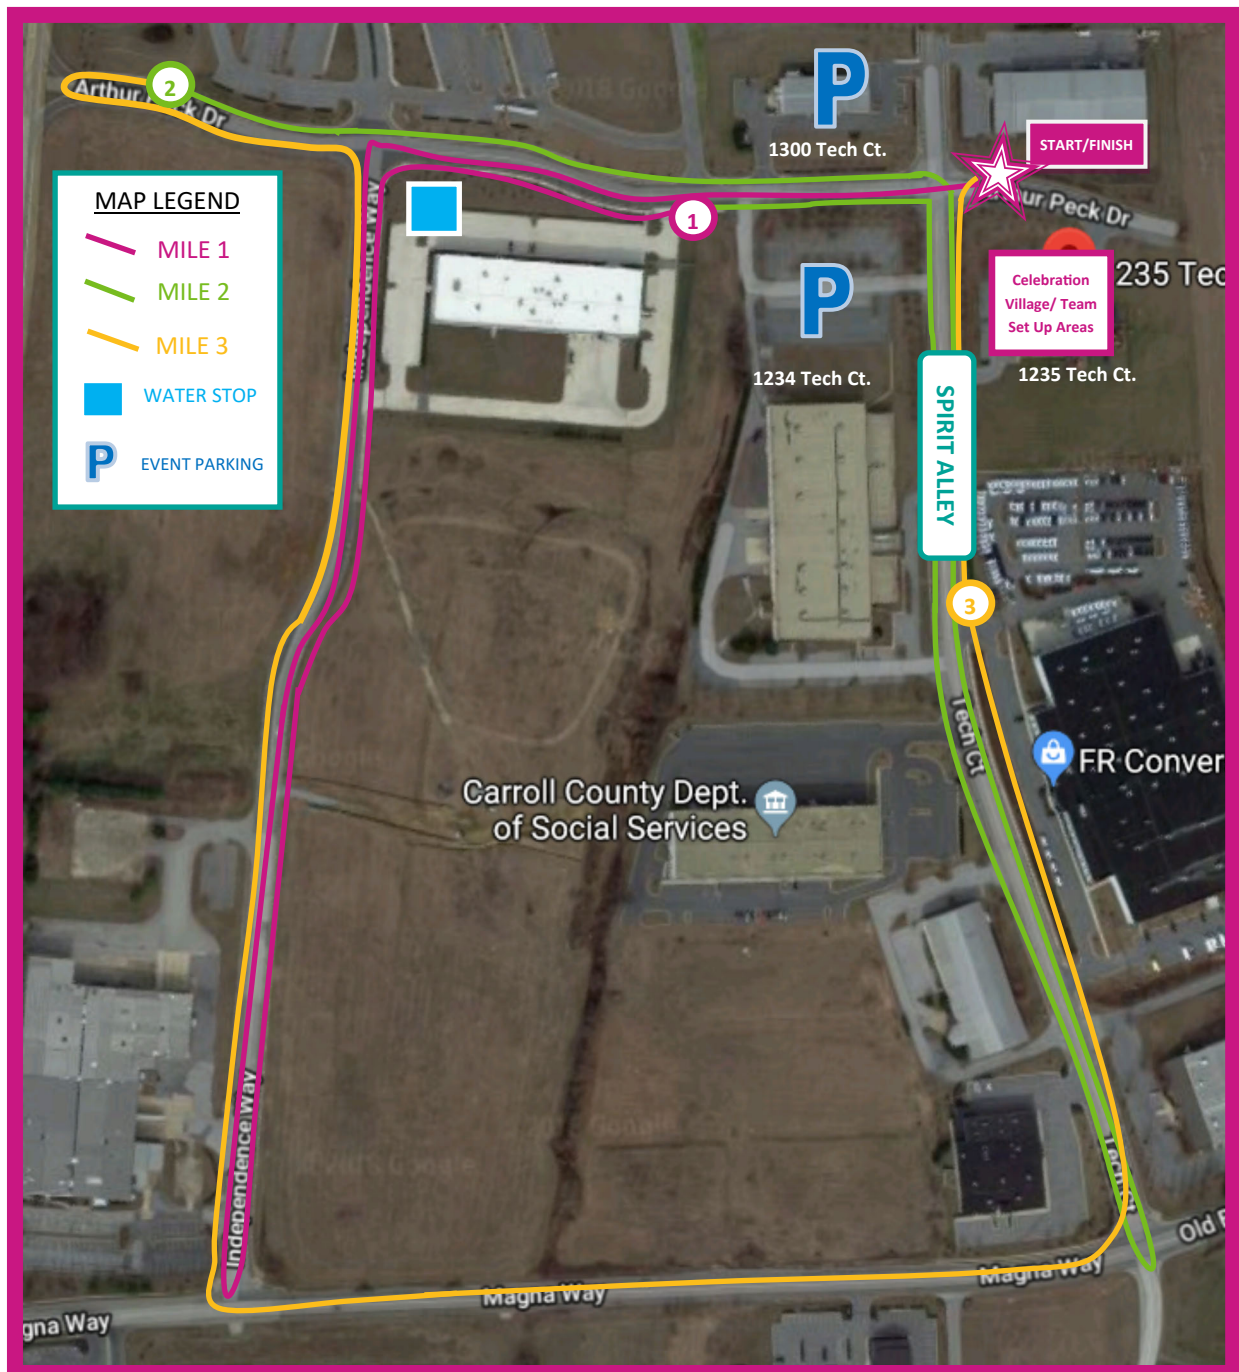 2
Arthur Peck Dr
P
1300 Tech Ct.
START/FINISH
Peck Dr
MAP LEGEND
MILE 1
MILE 2
MILE 3
WATER STOP
P
EVENT PARKING
Independence Way
1
P
1234 Tech Ct.
235 Tec
Celebration
Village/ Team
Set Up Areas
1235 Tech Ct.
SPIRIT ALLEY
3
Tech Ct
FR Conver
Carroll County Dept.
of Social Services
Independence Way
Tech Ct
Old
Magna Way
Magna Way
gna Way